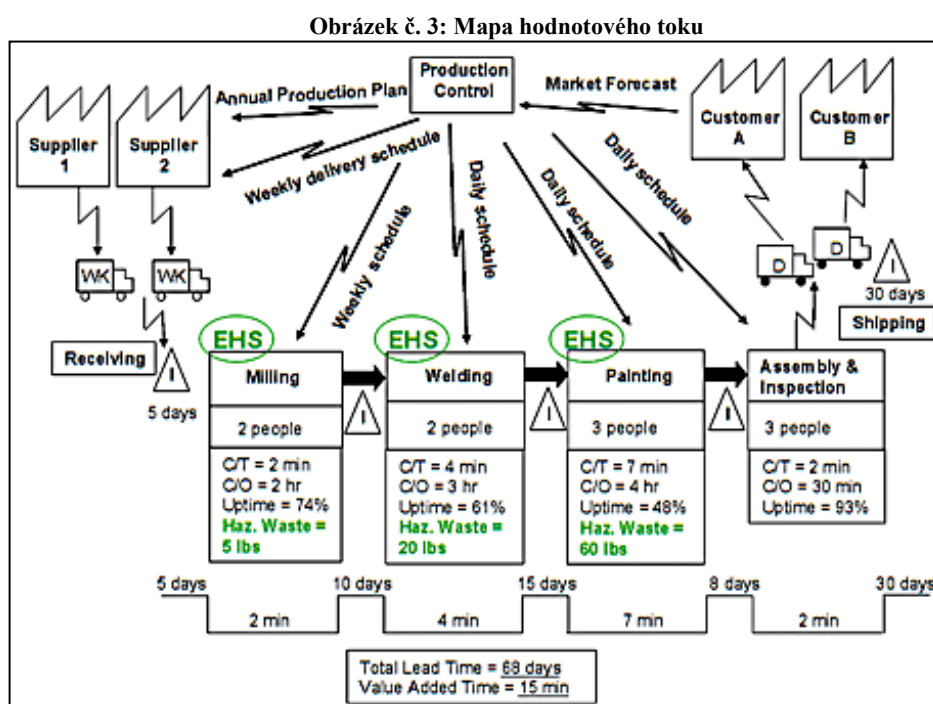 Obrázek č. 3: Mapa hodnotového toku
Production
Control
Annual Production Plan
Market Forecast
Supplier
1
Supplier
2
Customer
A
Customer
B
Weekly delivery schedule
Weekly schedule
Daily schedule
Daily schedule
Daily schedule
WK
WK
D
D
I
30 days
Shipping
Receiving
I
5 days
EHS
Milling
2 people
C/T = 2 min
C/O = 2 hr
Uptime = 74%
Haz. Waste =
5 lbs
I
EHS
Welding
2 people
C/T = 4 min
C/O = 3 hr
Uptime = 61%
Haz. Waste =
20 lbs
I
EHS
Painting
3 people
C/T = 7 min
C/O = 4 hr
Uptime = 48%
Haz. Waste =
60 lbs
I
Assembly &
Inspection
3 people
C/T = 2 min
C/O = 30 min
Uptime = 93%
5 days
10 days
15 days
8 days
30 days
2 min
4 min
7 min
2 min
Total Lead Time = 68 days
Value Added Time = 15 min